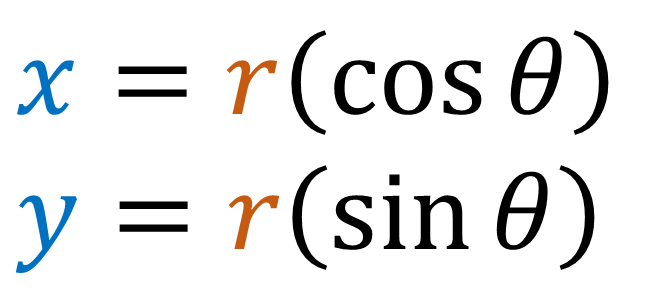 x = r(cos θ)
y = r(sin θ)